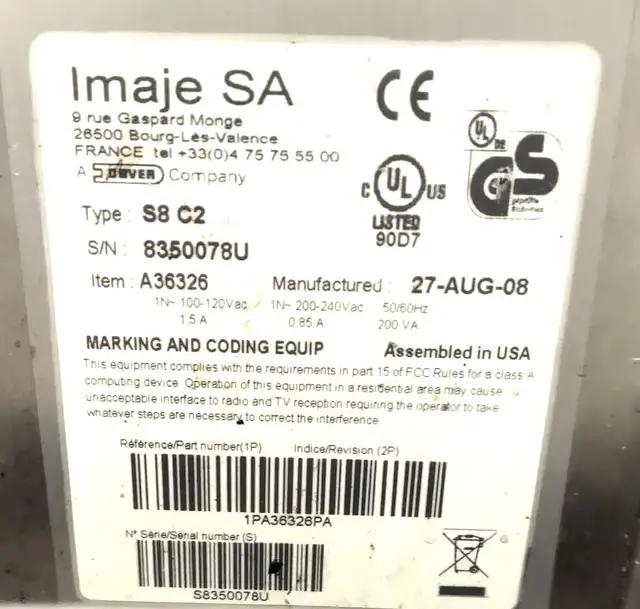 Imaje SA
9 rue Gaspard Monge
26500 Bourg-Lès-Valence
FRANCE tel +33(0)4 75 75 55 00
A DOVER Company
CE
UL
DE
GS
geprüfte
Sicherheit
C UL US
LISTED
90D7
Type : S8 C2
S/N : 8350078U
Item : A36326 Manufactured : 27-AUG-08
1N~ 100-120Vac 1N~ 200-240Vac 50/60Hz
1,5 A 0,85 A 200 VA
MARKING AND CODING EQUIP Assembled in USA
This equipment complies with the requirements in part 15 of FCC Rules for a class A
computing device. Operation of this equipment in a residential area may cause
unacceptable interface to radio and TV reception requiring the operator to take
whatever steps are necessary to correct the interference
Référence/Part number(1P) Indice/Revision (2P)
1PA36326PA
N° Série/Serial number (S)
S8350078U